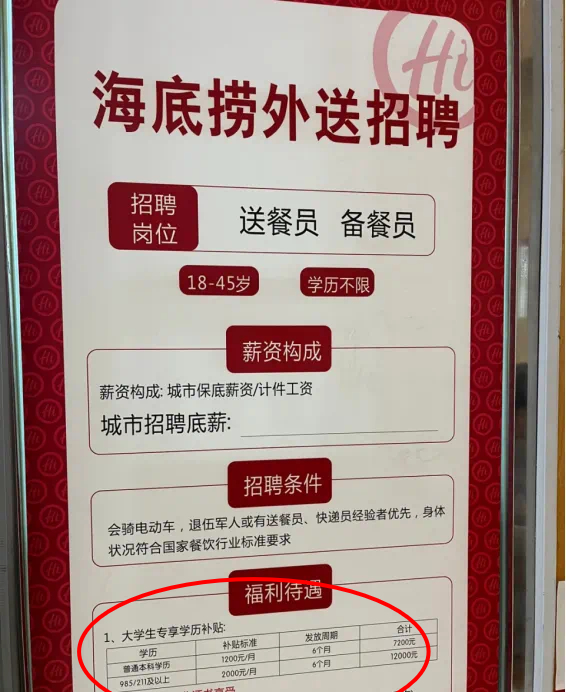 Hi
海底捞外送招聘
招聘
岗位
送餐员 备餐员
18-45岁 学历不限
薪资构成
薪资构成: 城市保底薪资/计件工资
城市招聘底薪:
招聘条件
会骑电动车，退伍军人或有送餐员、快递员经验者优先，身体
状况符合国家餐饮行业标准要求
福利待遇
1、大学生专享学历补贴:
学历 补贴标准 发放周期 合计
普通本科学历 1200元/月 6个月 7200元
985/211及以上 2000元/月 6个月 12000元